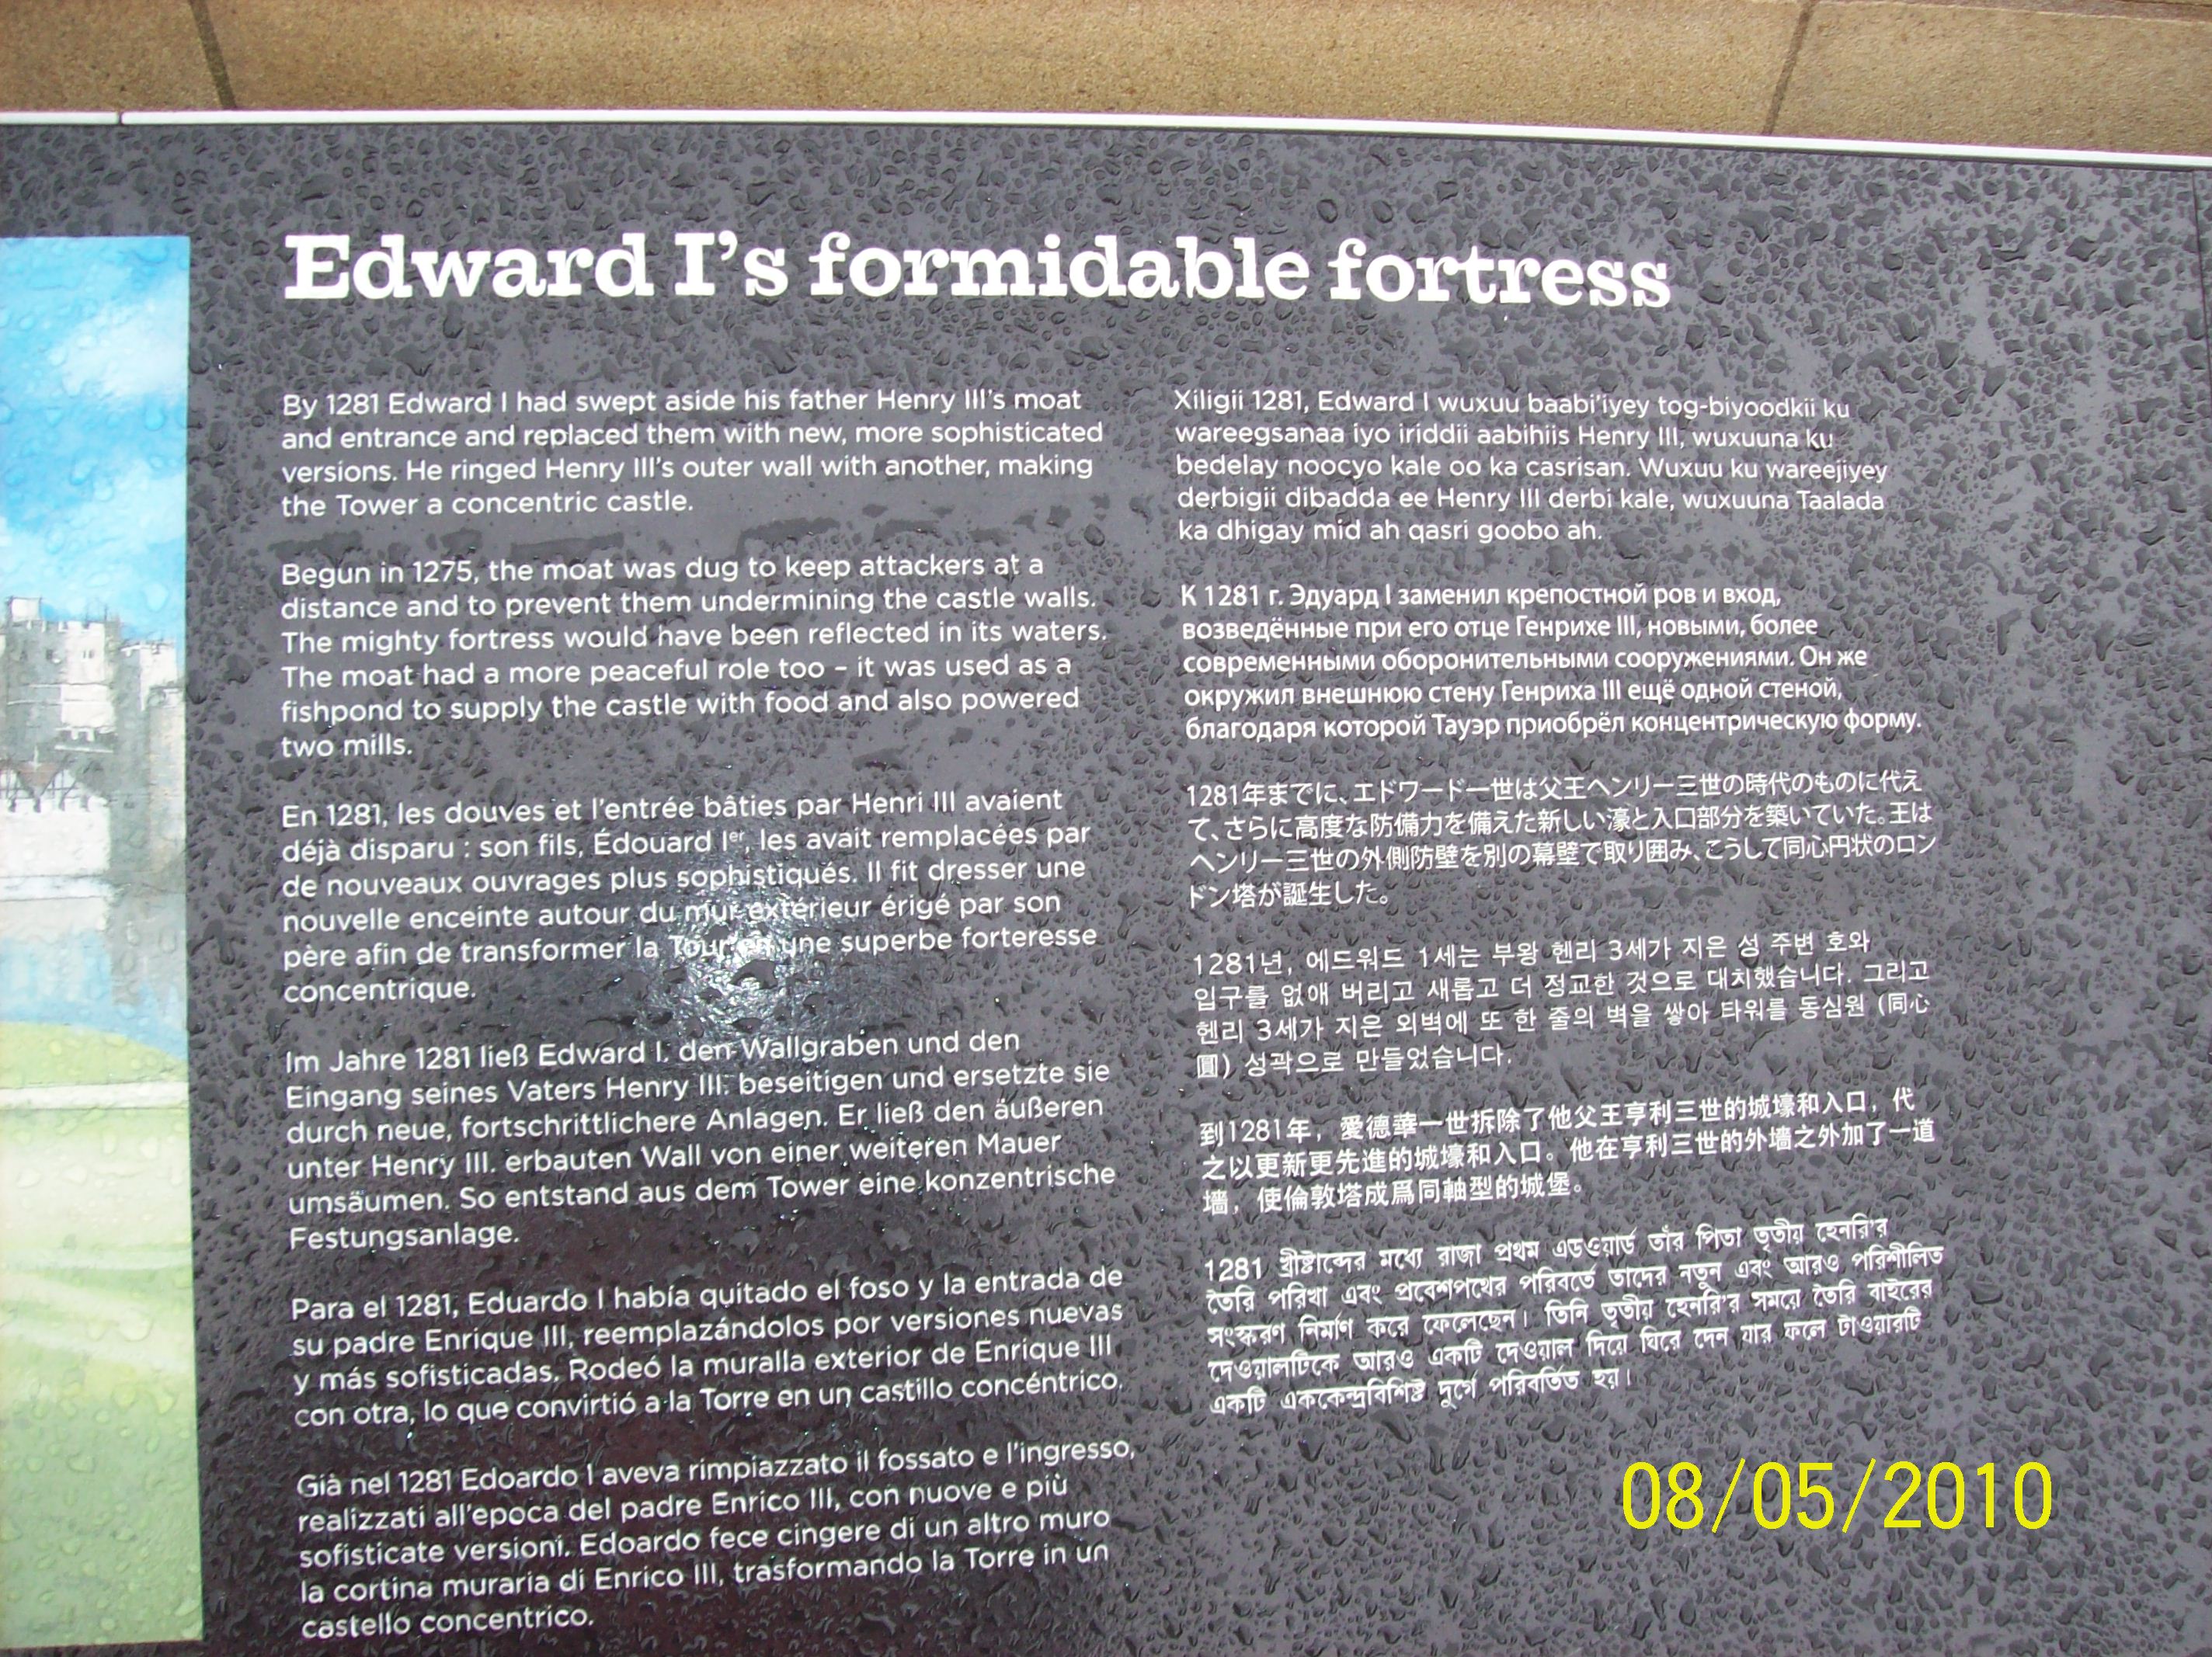 Edward I's formidable fortress
By 1281 Edward I had swept aside his father Henry III's moat
and entrance and replaced them with new, more sophisticated
versions. He ringed Henry III's outer wall with another, making
the Tower a concentric castle.
Begun in 1275, the moat was dug to keep attackers at a
distance and to prevent them undermining the castle walls.
The mighty fortress would have been reflected in its waters.
The moat had a more peaceful role too – it was used as a
fishpond to supply the castle with food and also powered
two mills.
En 1281, les douves et l'entrée bâties par Henri III avaient
déjà disparu : son fils, Édouard Iᵉʳ, les avait remplacées par
de nouveaux ouvrages plus sophistiqués. Il fit dresser une
nouvelle enceinte autour du mur extérieur érigé par son
père afin de transformer la Tour en une superbe forteresse
concentrique.
Im Jahre 1281 ließ Edward I. den Wallgraben und den
Eingang seines Vaters Henry III. beseitigen und ersetzte sie
durch neue, fortschrittlichere Anlagen. Er ließ den äußeren
unter Henry III. erbauten Wall von einer weiteren Mauer
umsäumen. So entstand aus dem Tower eine konzentrische
Festungsanlage.
Para el 1281, Eduardo I había quitado el foso y la entrada de
su padre Enrique III, reemplazándolos por versiones nuevas
y más sofisticadas. Rodeó la muralla exterior de Enrique III
con otra, lo que convirtió a la Torre en un castillo concéntrico.
Già nel 1281 Edoardo I aveva rimpiazzato il fossato e l'ingresso,
realizzati all'epoca del padre Enrico III, con nuove e più
sofisticate versioni. Edoardo fece cingere di un altro muro
la cortina muraria di Enrico III, trasformando la Torre in un
castello concentrico.
Xiligii 1281, Edward I wuxuu baabi'iyey tog-biyoodkii ku
wareegsanaa iyo iriddii aabihiis Henry III, wuxuuna ku
bedelay noocyo kale oo ka casrisan. Wuxuu ku wareejiyey
derbigii dibadda ee Henry III derbi kale, wuxuuna Taalada
ka dhigay mid ah qasri goobo ah.
К 1281 г. Эдуард I заменил крепостной ров и вход,
возведённые при его отце Генрихе III, новыми, более
современными оборонительными сооружениями. Он же
окружил внешнюю стену Генриха III ещё одной стеной,
благодаря которой Тауэр приобрёл концентрическую форму.
1281年までに、エドワード一世は父王ヘンリー三世の時代のものに代え
て、さらに高度な防備力を備えた新しい濠と入口部分を築いていた。王は
ヘンリー三世の外側防壁を別の幕壁で取り囲み、こうして同心円状のロン
ドン塔が誕生した。
1281년, 에드워드 1세는 부왕 헨리 3세가 지은 성 주변 호와
입구를 없애 버리고 새롭고 더 정교한 것으로 대치했습니다. 그리고
헨리 3세가 지은 외벽에 또 한 줄의 벽을 쌓아 타워를 동심원 (同心
圓) 성곽으로 만들었습니다.
到1281年，愛德華一世拆除了他父王亨利三世的城壕和入口，代
之以更新更先進的城壕和入口。他在亨利三世的外墻之外加了一道
墻，使倫敦塔成爲同軸型的城堡。
1281 খ্রীষ্টাব্দের মধ্যে রাজা প্রথম এডওয়ার্ড তাঁর পিতা তৃতীয় হেনরি'র
তৈরি পরিখা এবং প্রবেশপথের পরিবর্তে তাদের নতুন এবং আরও পরিশীলিত
সংস্করণ নির্মাণ করে ফেলেছেন। তিনি তৃতীয় হেনরি'র সময়ে তৈরি বাইরের
দেওয়ালটিকে আরও একটি দেওয়াল দিয়ে ঘিরে দেন যার ফলে টাওয়ারটি
একটি এককেন্দ্রবিশিষ্ট দুর্গে পরিবর্তিত হয়।
08/05/2010